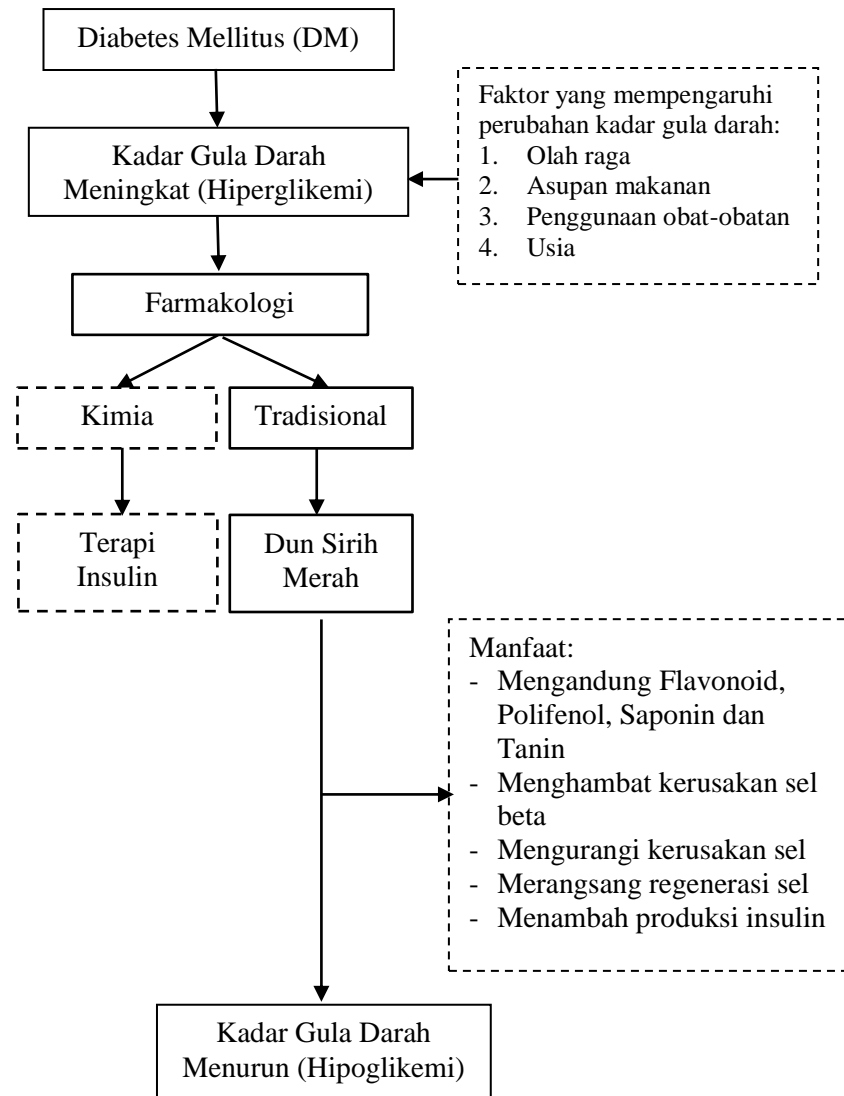 Diabetes Mellitus (DM)
Faktor yang mempengaruhi
perubahan kadar gula darah:
1. Olah raga
2. Asupan makanan
3. Penggunaan obat-obatan
4. Usia
Kadar Gula Darah
Meningkat (Hiperglikemi)
Farmakologi
Kimia
Tradisional
Terapi
Insulin
Dun Sirih
Merah
Manfaat:
- Mengandung Flavonoid,
Polifenol, Saponin dan
Tanin
- Menghambat kerusakan sel
beta
- Mengurangi kerusakan sel
- Merangsang regenerasi sel
- Menambah produksi insulin
Kadar Gula Darah
Menurun (Hipoglikemi)